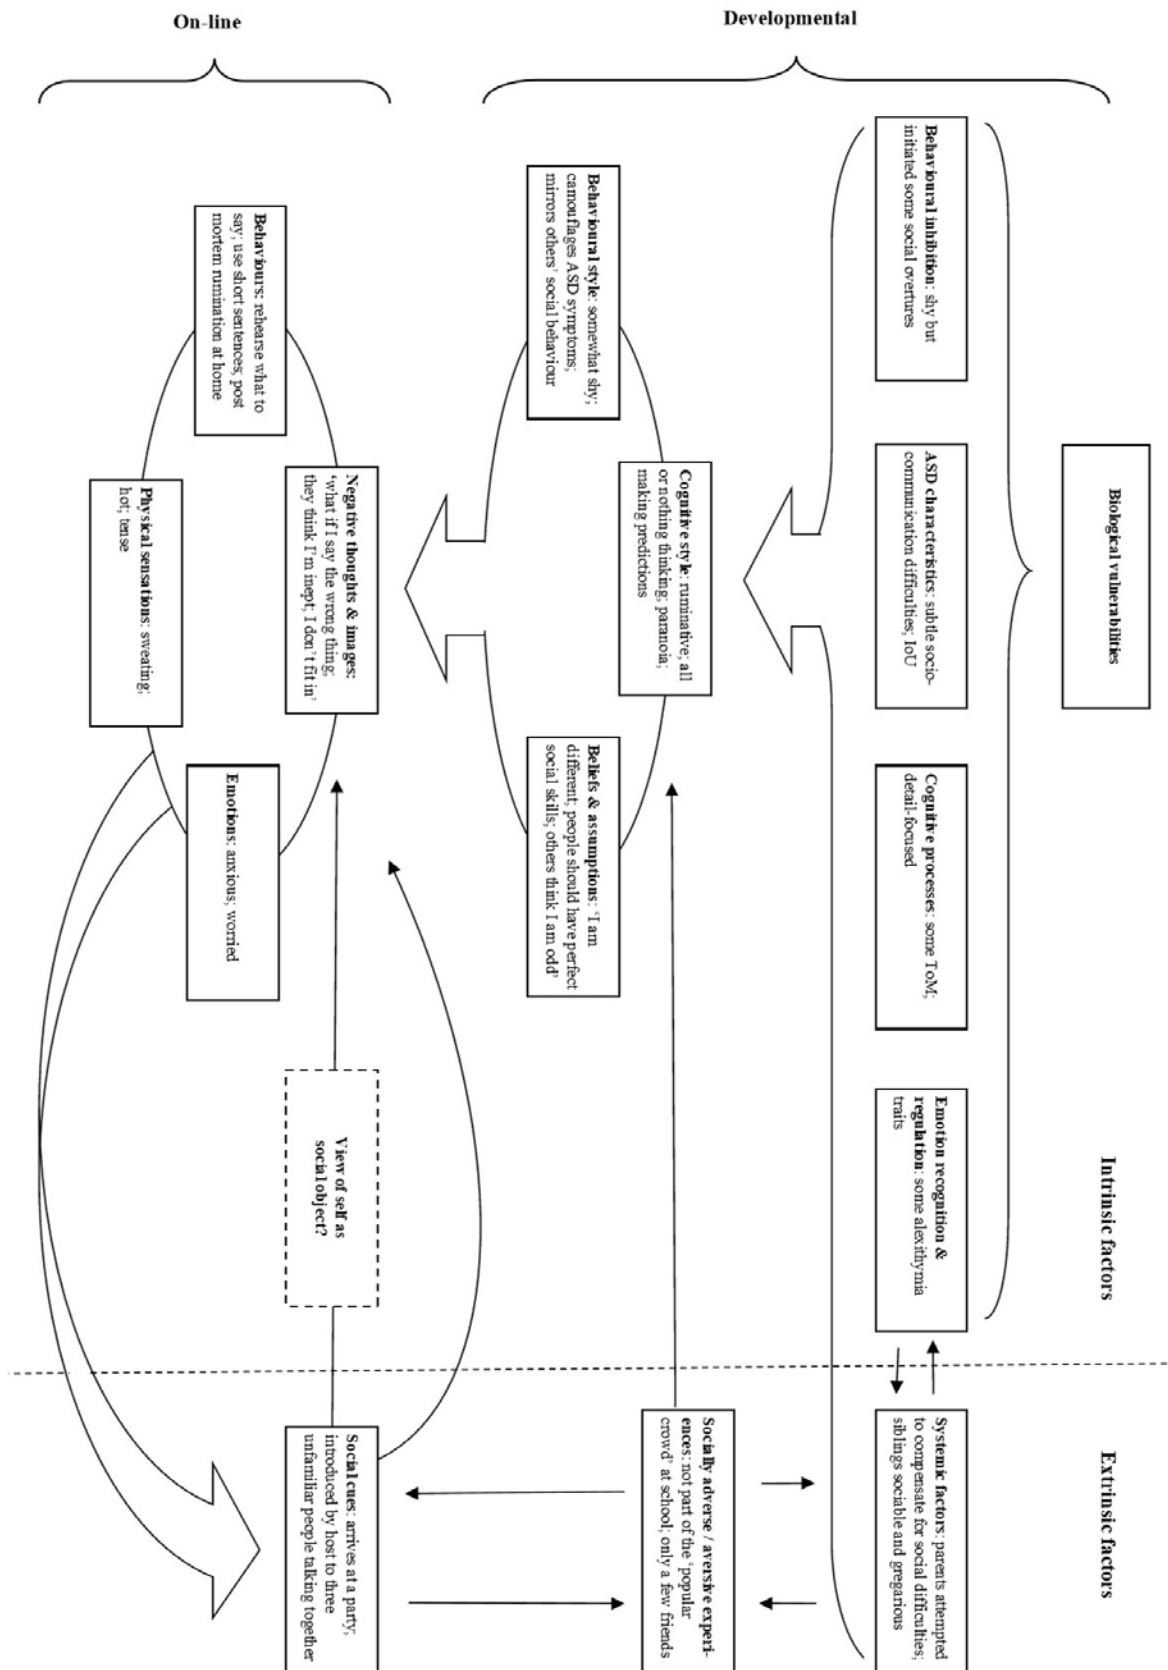 On-line
Developmental
Biological vulnerabilities
Intrinsic factors
Extrinsic factors
Behavioural inhibition: shy but
initiated some social overtures
ASD characteristics: subtle socio-
communication difficulties; IoU
Cognitive processes: some ToM;
detail-focused
Emotion recognition &
regulation: some alexithymia
traits
Systemic factors: parents attempted
to compensate for social difficulties;
siblings sociable and gregarious
Cognitive style: ruminative; all
or nothing thinking; paranoia;
making predictions
Behavioural style: somewhat shy;
camouflages ASD symptoms;
mirrors others' social behaviour
Beliefs & assumptions: 'I am
different; people should have perfect
social skills; others think I am odd'
Socially adverse / aversive experi-
ences: not part of the 'popular
crowd' at school; only a few friends
Negative thoughts & images:
'what if I say the wrong thing;
they think I'm inept; I don't fit in'
Behaviours: rehearse what to
say; use short sentences; post
mortem rumination at home
Physical sensations: sweating;
hot; tense
Emotions: anxious; worried
View of self as
social object?
Social cues: arrives at a party;
introduced by host to three
unfamiliar people talking together